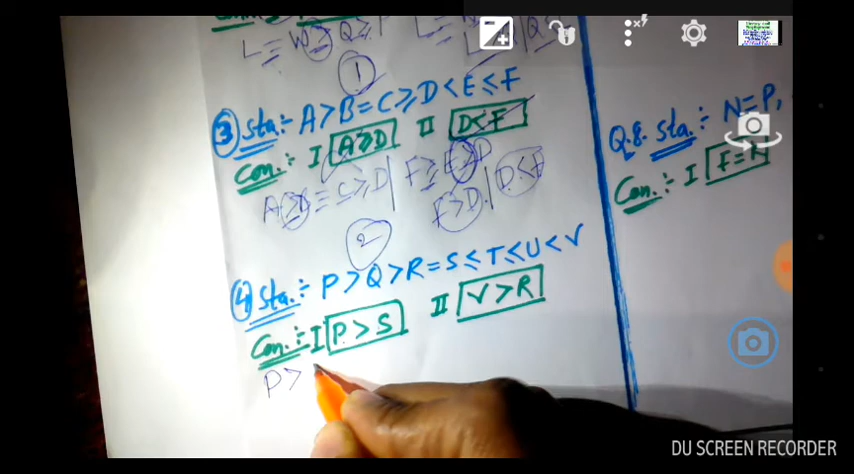 L = W ≥ Q ≥
1
③ Sta:- A > B = C ≥ D < E ≤ F
Con:- I A ≥ D II D < F
A > B = C ≥ D | F ≥ E > D
F > D | D < F
2
④ Sta:- P > Q > R = S ≤ T ≤ U < V
Con:- I P > S II V > R
P >
Q.8. Sta:- N = P,
Con:- I F = N
DU SCREEN RECORDER